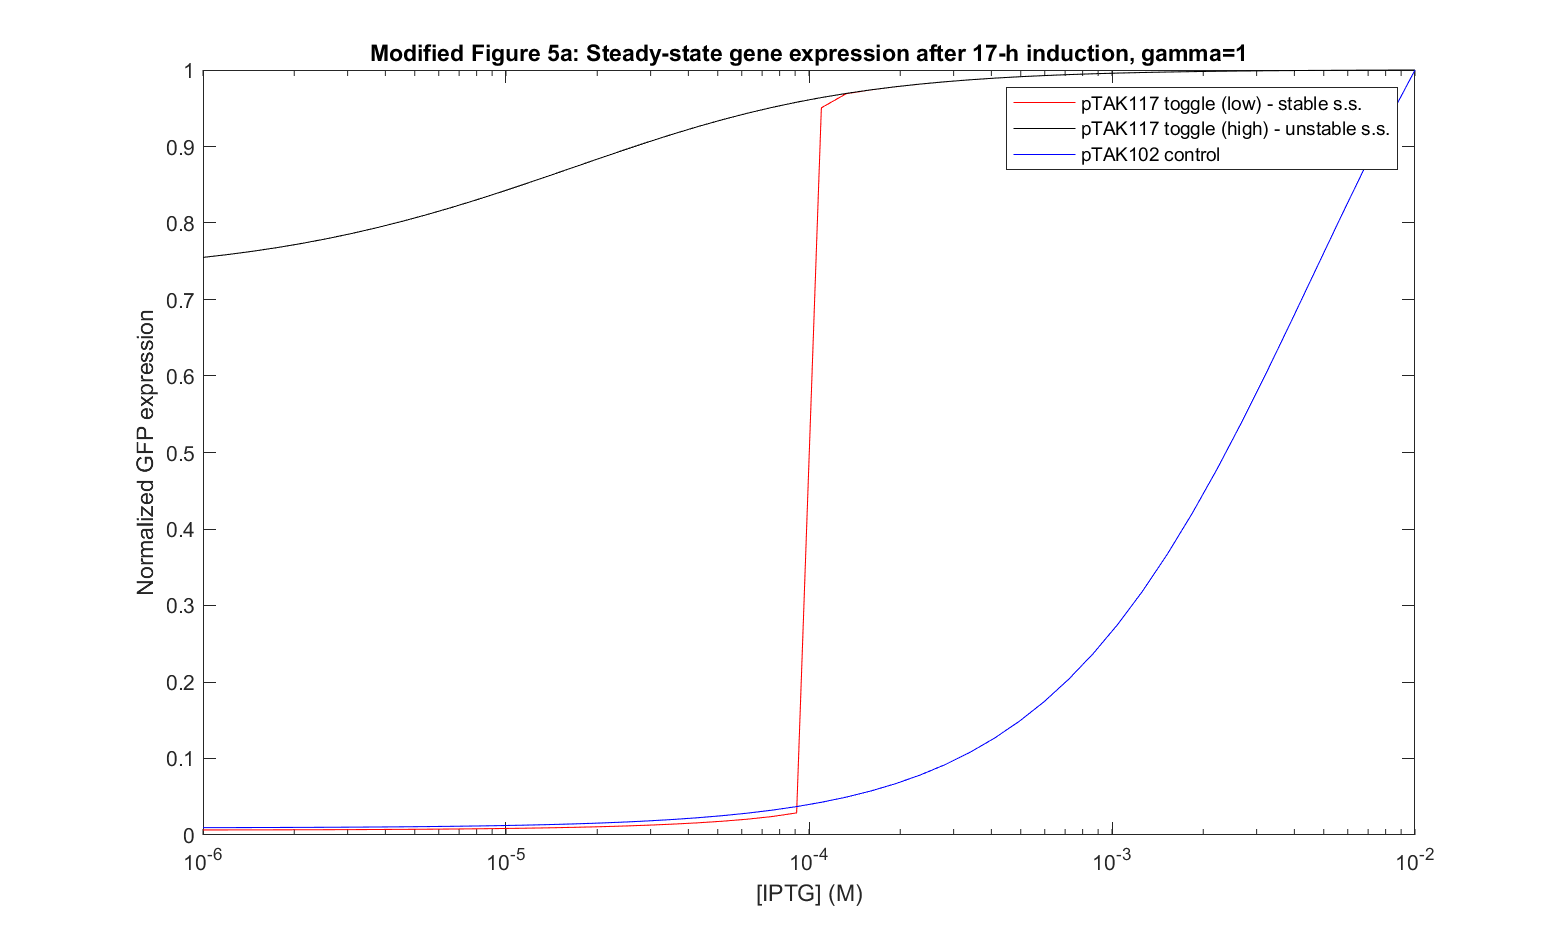 Modified Figure 5a: Steady-state gene expression after 17-h induction, gamma=1
1
0.9
0.8
0.7
0.6
0.5
0.4
0.3
0.2
0.1
0
Normalized GFP expression
pTAK117 toggle (low) - stable s.s.
pTAK117 toggle (high) - unstable s.s.
pTAK102 control
10^-6 10^-5 10^-4 10^-3 10^-2
[IPTG] (M)